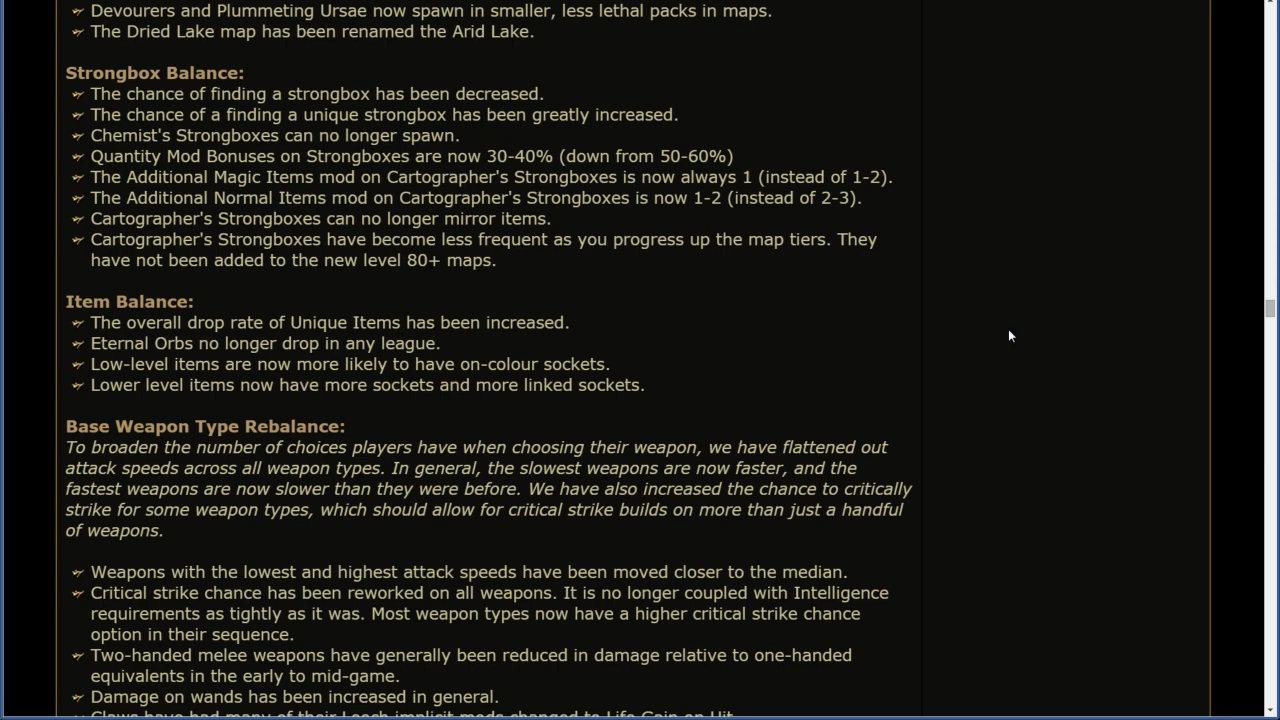 Devourers and Plummeting Ursae now spawn in smaller, less lethal packs in maps.
The Dried Lake map has been renamed the Arid Lake.
Strongbox Balance:
The chance of finding a strongbox has been decreased.
The chance of a finding a unique strongbox has been greatly increased.
Chemist's Strongboxes can no longer spawn.
Quantity Mod Bonuses on Strongboxes are now 30-40% (down from 50-60%)
The Additional Magic Items mod on Cartographer's Strongboxes is now always 1 (instead of 1-2).
The Additional Normal Items mod on Cartographer's Strongboxes is now 1-2 (instead of 2-3).
Cartographer's Strongboxes can no longer mirror items.
Cartographer's Strongboxes have become less frequent as you progress up the map tiers. They
have not been added to the new level 80+ maps.
Item Balance:
The overall drop rate of Unique Items has been increased.
Eternal Orbs no longer drop in any league.
Low-level items are now more likely to have on-colour sockets.
Lower level items now have more sockets and more linked sockets.
Base Weapon Type Rebalance:
To broaden the number of choices players have when choosing their weapon, we have flattened out
attack speeds across all weapon types. In general, the slowest weapons are now faster, and the
fastest weapons are now slower than they were before. We have also increased the chance to critically
strike for some weapon types, which should allow for critical strike builds on more than just a handful
of weapons.
Weapons with the lowest and highest attack speeds have been moved closer to the median.
Critical strike chance has been reworked on all weapons. It is no longer coupled with Intelligence
requirements as tightly as it was. Most weapon types now have a higher critical strike chance
option in their sequence.
Two-handed melee weapons have generally been reduced in damage relative to one-handed
equivalents in the early to mid-game.
Damage on wands has been increased in general.
Claws have had many of their Leech implicit mods changed to Life Gain on Hit